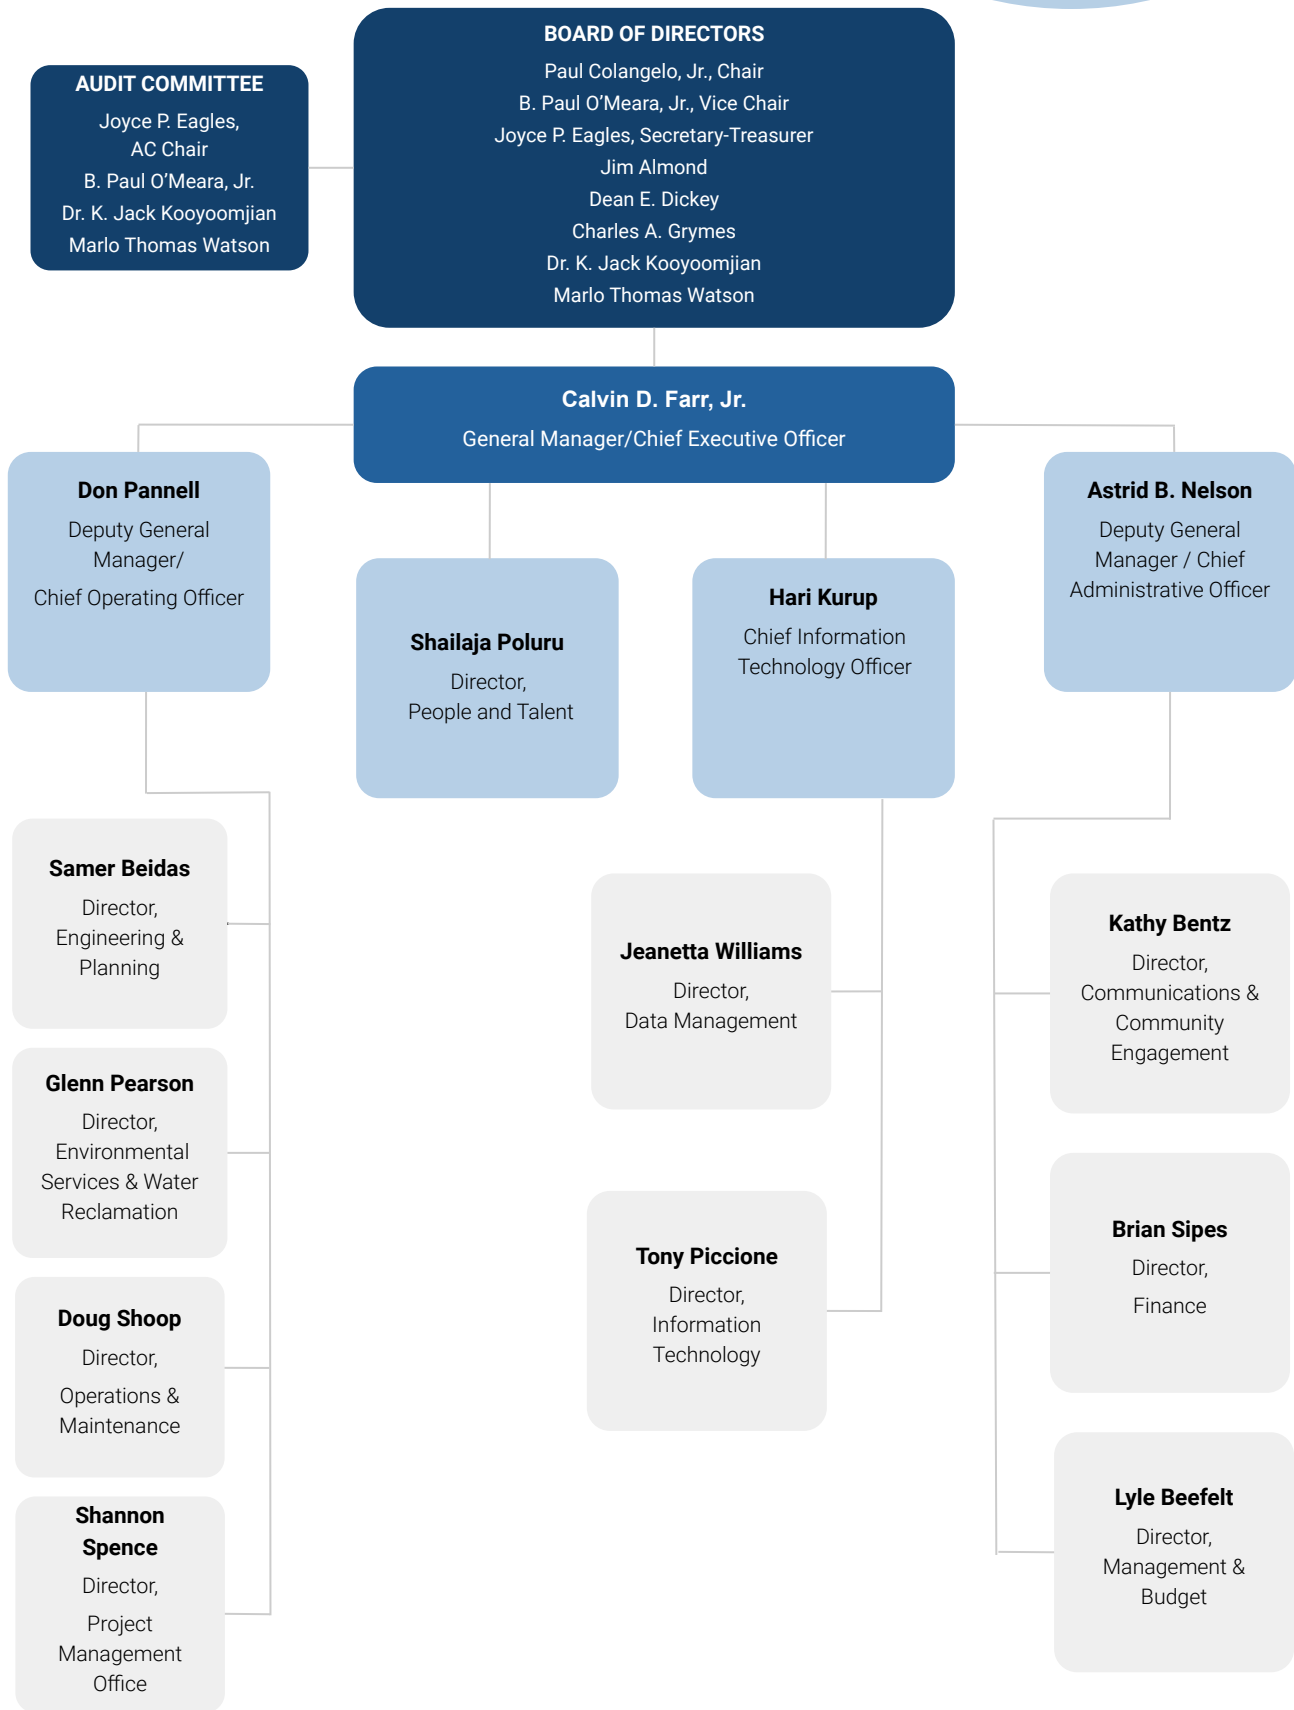 BOARD OF DIRECTORS
Paul Colangelo, Jr., Chair
B. Paul O’Meara, Jr., Vice Chair
Joyce P. Eagles, Secretary-Treasurer
Jim Almond
Dean E. Dickey
Charles A. Grymes
Dr. K. Jack Kooyoomjian
Marlo Thomas Watson
AUDIT COMMITTEE
Joyce P. Eagles,
AC Chair
B. Paul O’Meara, Jr.
Dr. K. Jack Kooyoomjian
Marlo Thomas Watson
Calvin D. Farr, Jr.
General Manager/Chief Executive Officer
Don Pannell
Deputy General
Manager/
Chief Operating Officer
Shailaja Poluru
Director,
People and Talent
Hari Kurup
Chief Information
Technology Officer
Astrid B. Nelson
Deputy General
Manager / Chief
Administrative Officer
Samer Beidas
Director,
Engineering &
Planning
Glenn Pearson
Director,
Environmental
Services & Water
Reclamation
Doug Shoop
Director,
Operations &
Maintenance
Shannon
Spence
Director,
Project
Management
Office
Jeanetta Williams
Director,
Data Management
Tony Piccione
Director,
Information
Technology
Kathy Bentz
Director,
Communications &
Community
Engagement
Brian Sipes
Director,
Finance
Lyle Beefelt
Director,
Management &
Budget